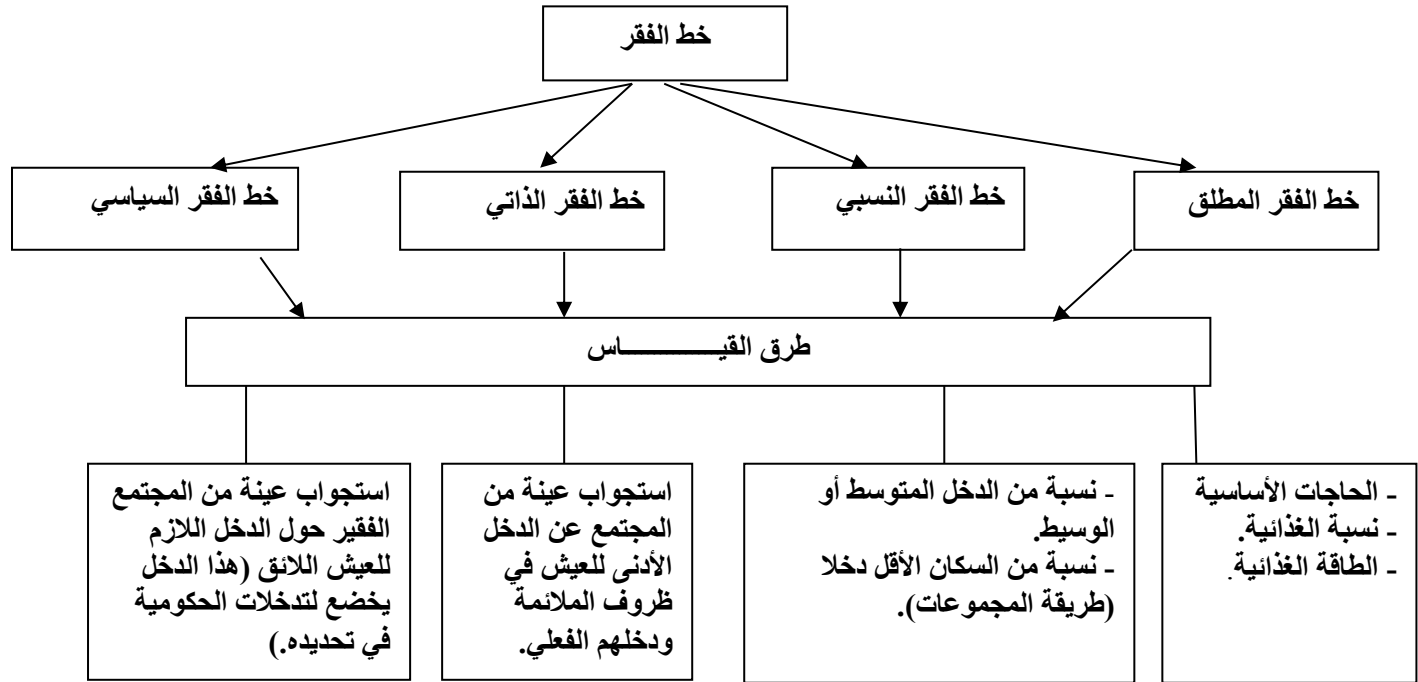 خط الفقر
خط الفقر المطلق
خط الفقر النسبي
خط الفقر الذاتي
خط الفقر السياسي
طرق القيـــــــــاس
- الحاجات الأساسية
- نسبة الغذائية.
- الطاقة الغذائية.
- نسبة من الدخل المتوسط أو
الوسيط.
- نسبة من السكان الأقل دخلا
(طريقة المجموعات).
استجواب عينة من
المجتمع عن الدخل
الأدنى للعيش في
ظروف الملائمة
ودخلهم الفعلي.
استجواب عينة من المجتمع
الفقير حول الدخل اللازم
للعيش اللائق (هذا الدخل
يخضع لتدخلات الحكومية
في تحديده.)